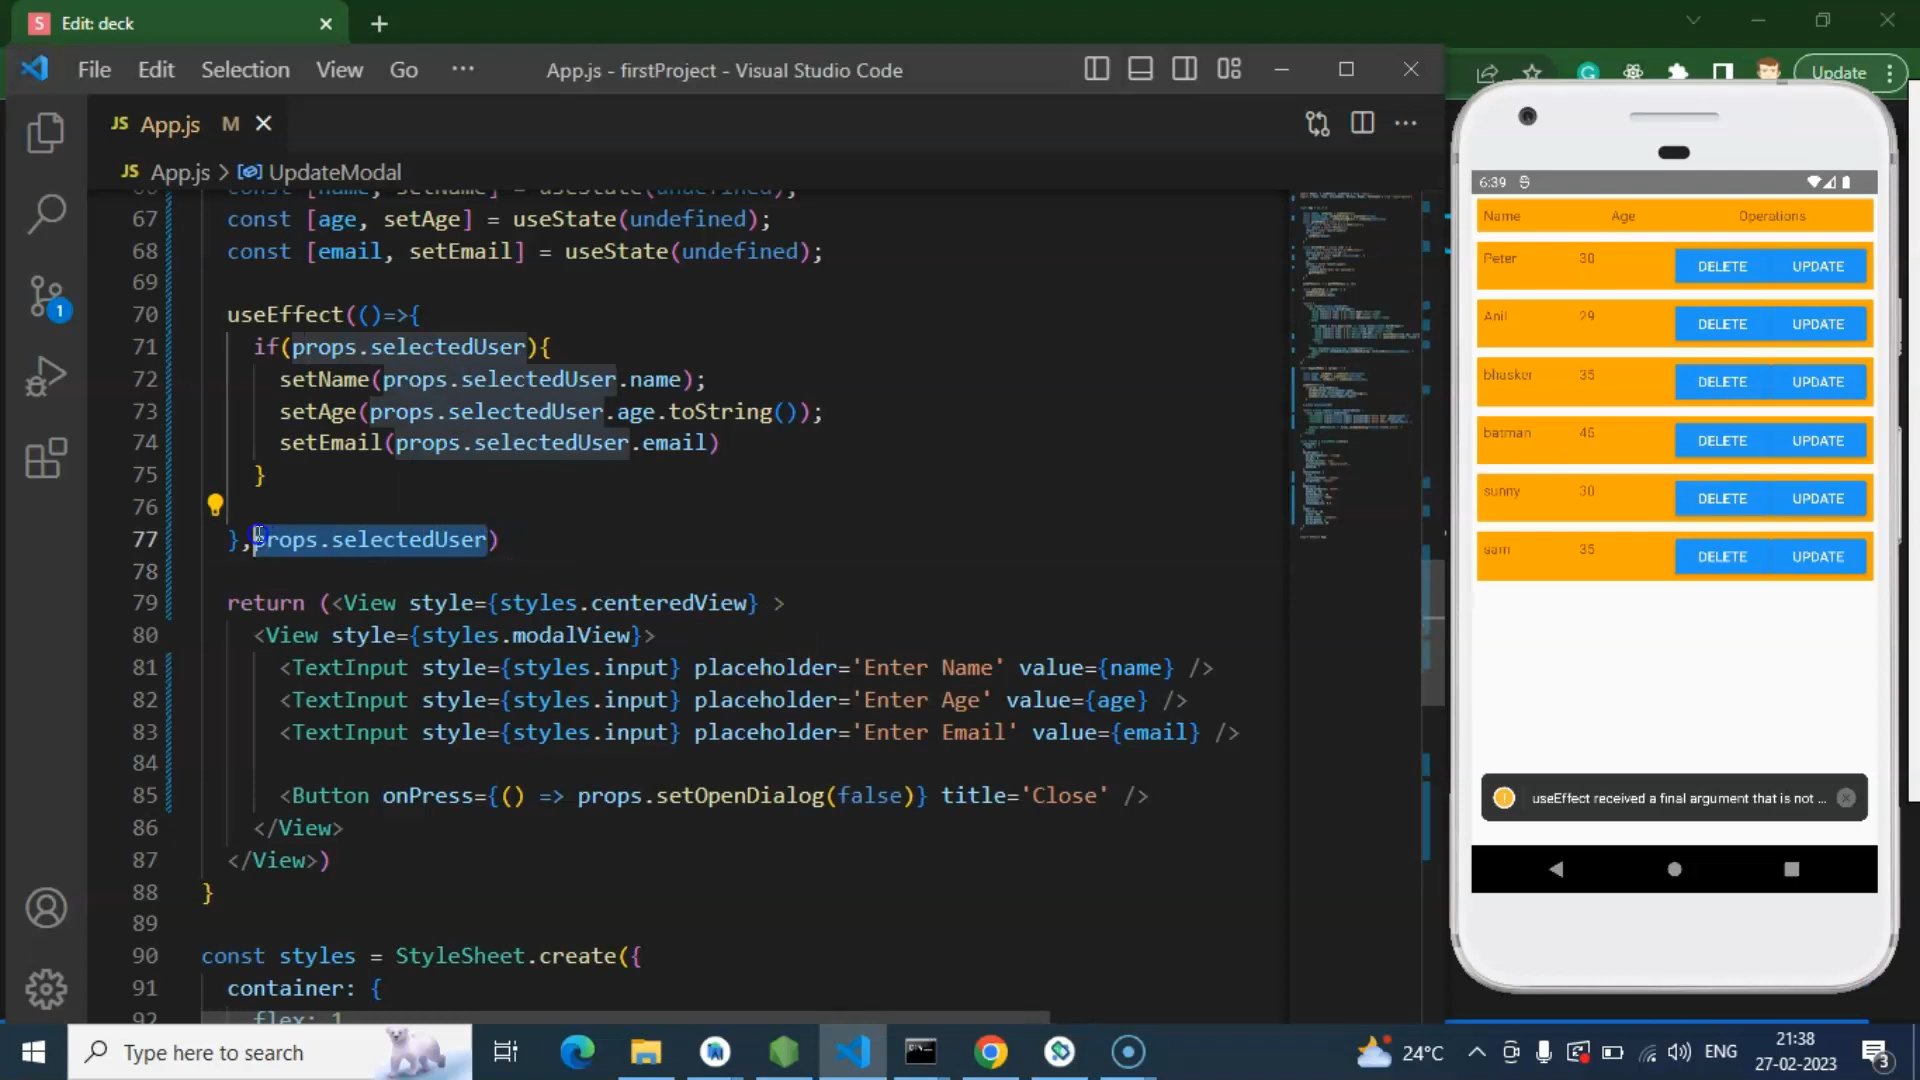 S Edit: deck
File Edit Selection View Go ··· App.js - firstProject - Visual Studio Code
Update
JS App.js M
JS App.js > UpdateModal
67 const [age, setAge] = useState(undefined);
68 const [email, setEmail] = useState(undefined);
69
70 useEffect(()=>{
71 if(props.selectedUser){
72 setName(props.selectedUser.name);
73 setAge(props.selectedUser.age.toString());
74 setEmail(props.selectedUser.email)
75 }
76
77 },props.selectedUser)
78
79 return (<View style={styles.centeredView} >
80 <View style={styles.modalView}>
81 <TextInput style={styles.input} placeholder='Enter Name' value={name} />
82 <TextInput style={styles.input} placeholder='Enter Age' value={age} />
83 <TextInput style={styles.input} placeholder='Enter Email' value={email} />
84
85 <Button onPress={() => props.setOpenDialog(false)} title='Close' />
86 </View>
87 </View>)
88 }
89
90 const styles = StyleSheet.create({
91 container: {
92 flex: 1
1
6:39
Name Age Operations
Peter 30 DELETE UPDATE
Anil 29 DELETE UPDATE
bhasker 35 DELETE UPDATE
batman 45 DELETE UPDATE
sunny 30 DELETE UPDATE
sam 35 DELETE UPDATE
! useEffect received a final argument that is not ...
Type here to search
24°C ENG 21:38
27-02-2023
3